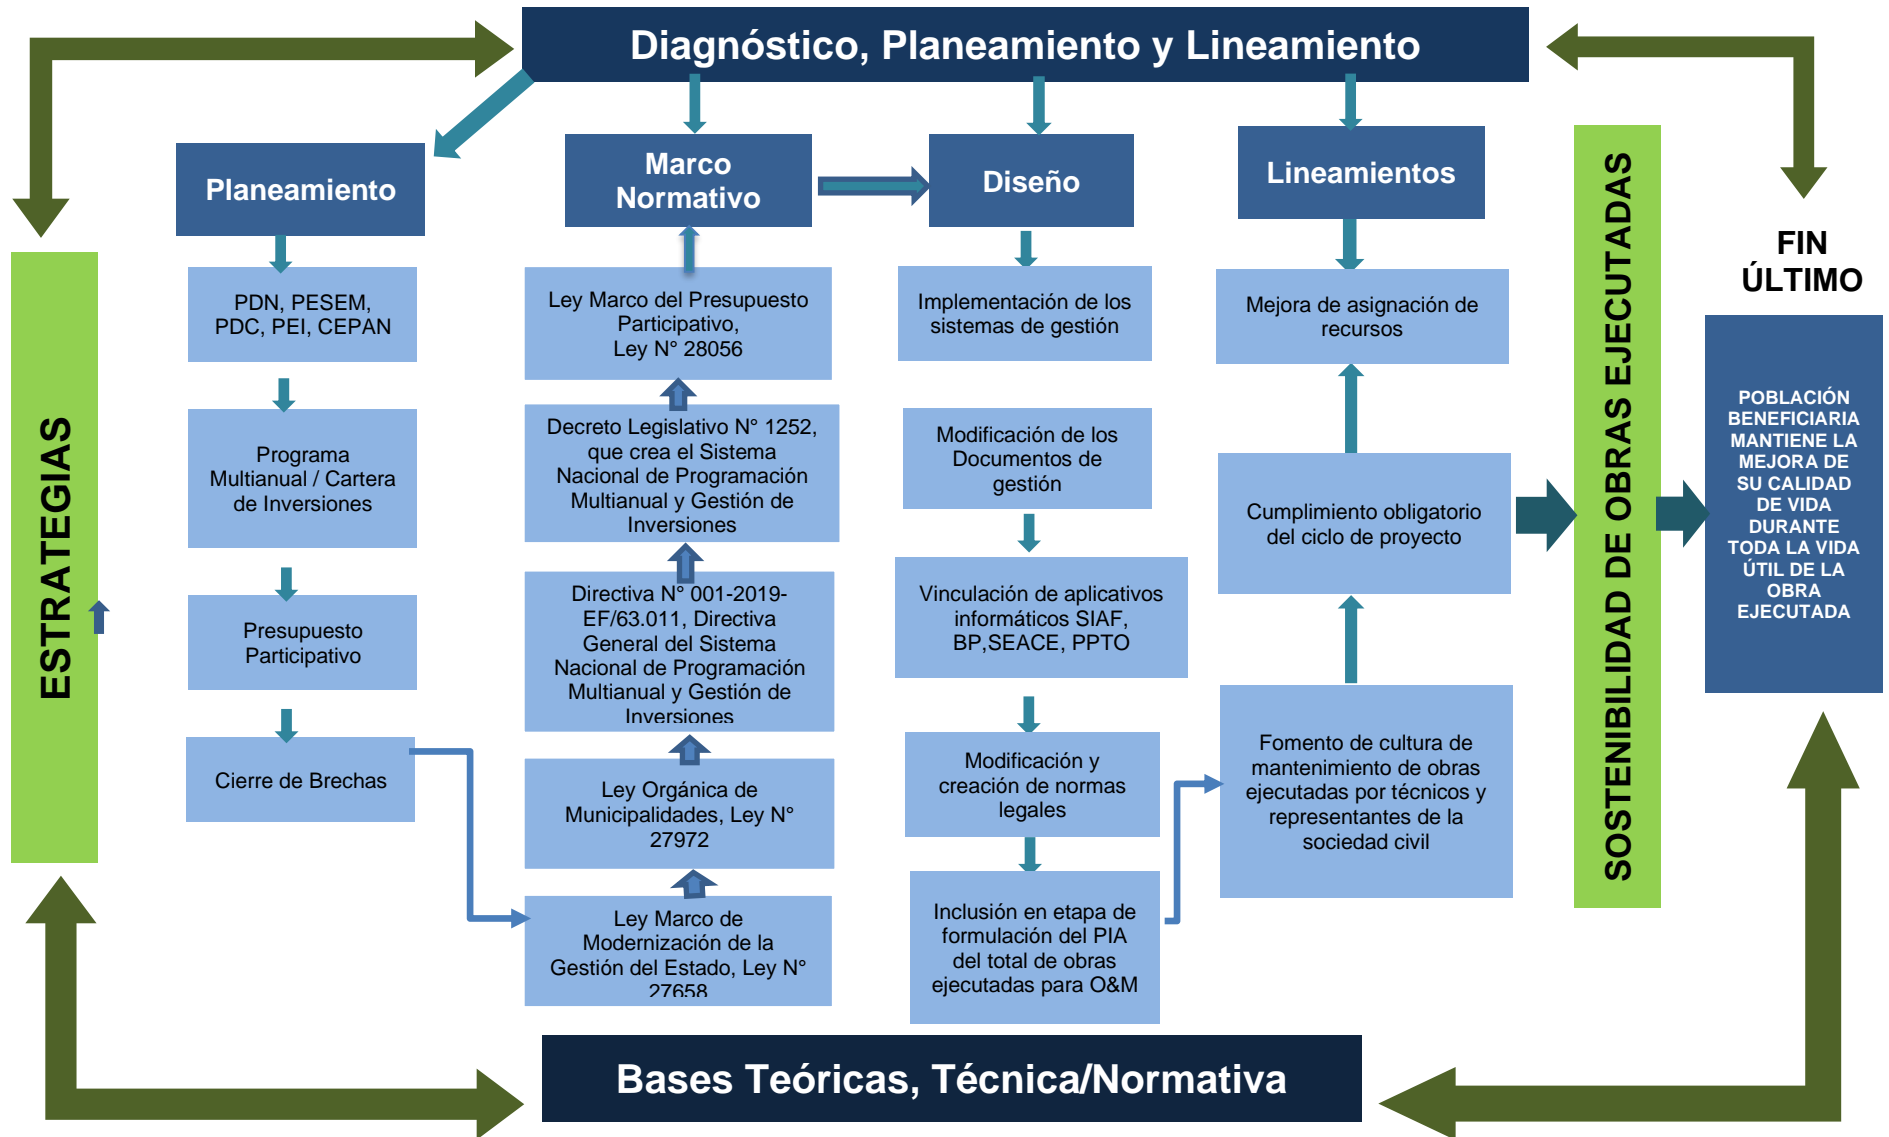 Diagnóstico, Planeamiento y Lineamiento
ESTRATEGIAS
Planeamiento
PDN, PESEM,
PDC, PEI, CEPAN
Programa
Multianual / Cartera
de Inversiones
Presupuesto
Participativo
Cierre de Brechas
Marco
Normativo
Ley Marco del Presupuesto
Participativo,
Ley N° 28056
Decreto Legislativo N° 1252,
que crea el Sistema
Nacional de Programación
Multianual y Gestión de
Inversiones
Directiva N° 001-2019-
EF/63.011, Directiva
General del Sistema
Nacional de Programación
Multianual y Gestión de
Inversiones
Ley Orgánica de
Municipalidades, Ley N°
27972
Ley Marco de
Modernización de la
Gestión del Estado, Ley N°
27658
Diseño
Implementación de los
sistemas de gestión
Modificación de los
Documentos de
gestión
Vinculación de aplicativos
informáticos SIAF,
BP,SEACE, PPTO
Modificación y
creación de normas
legales
Inclusión en etapa de
formulación del PIA
del total de obras
ejecutadas para O&M
Lineamientos
Mejora de asignación de
recursos
Cumplimiento obligatorio
del ciclo de proyecto
Fomento de cultura de
mantenimiento de obras
ejecutadas por técnicos y
representantes de la
sociedad civil
SOSTENIBILIDAD DE OBRAS EJECUTADAS
FIN
ÚLTIMO
POBLACIÓN
BENEFICIARIA
MANTIENE LA
MEJORA DE
SU CALIDAD
DE VIDA
DURANTE
TODA LA VIDA
ÚTIL DE LA
OBRA
EJECUTADA
Bases Teóricas, Técnica/Normativa